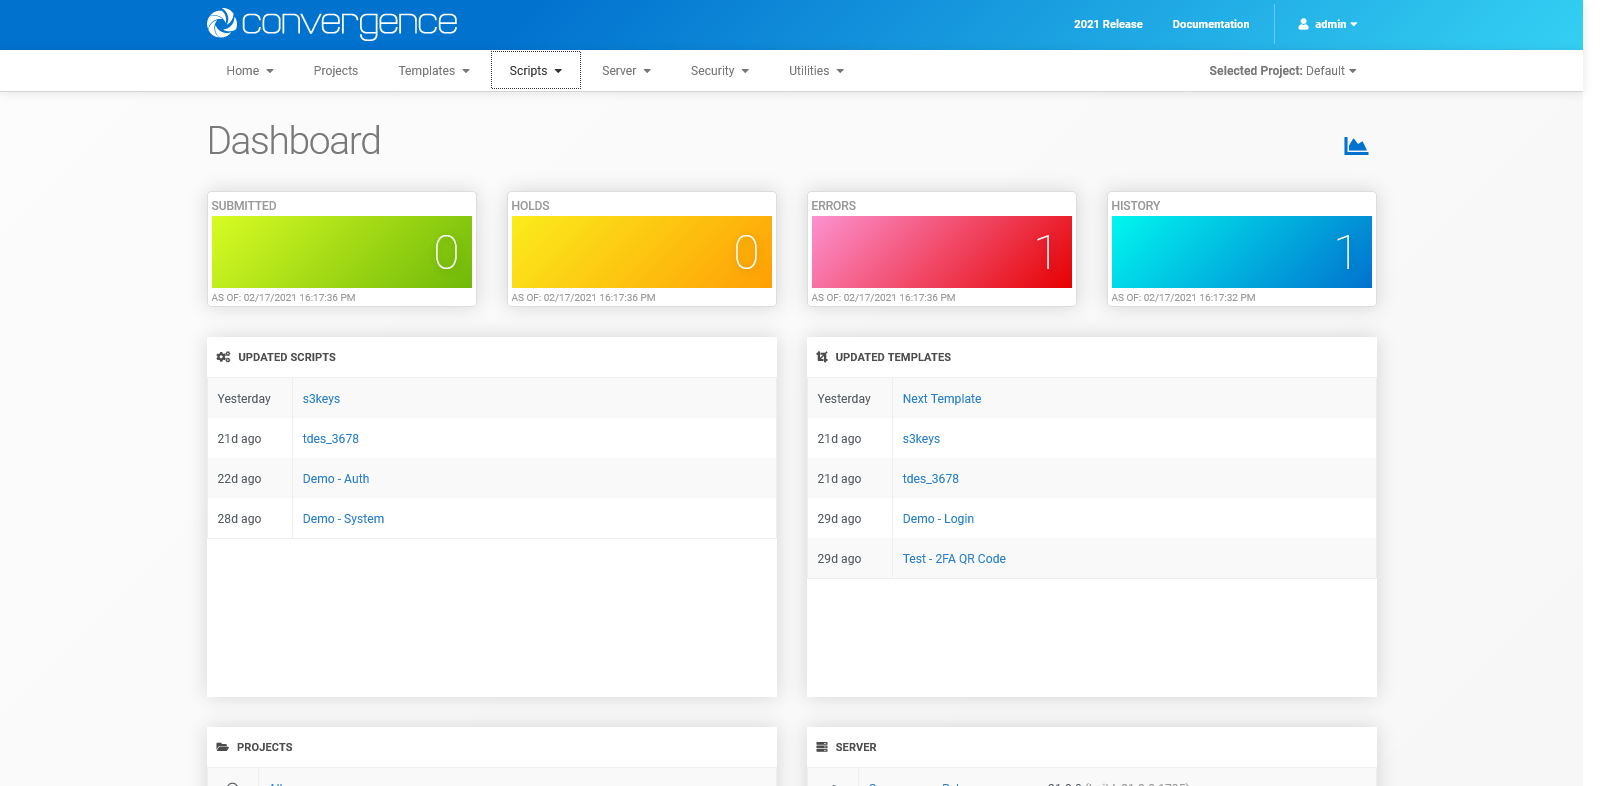 convergence
2021 Release Documentation admin
Home Projects Templates Scripts Server Security Utilities Selected Project: Default
Dashboard
SUBMITTED HOLDS ERRORS HISTORY
0 0 1 1
AS OF: 02/17/2021 16:17:36 PM AS OF: 02/17/2021 16:17:36 PM AS OF: 02/17/2021 16:17:36 PM AS OF: 02/17/2021 16:17:32 PM
UPDATED SCRIPTS
Yesterday s3keys
21d ago tdes_3678
22d ago Demo - Auth
28d ago Demo - System
UPDATED TEMPLATES
Yesterday Next Template
21d ago s3keys
21d ago tdes_3678
29d ago Demo - Login
29d ago Test - 2FA QR Code
PROJECTS
SERVER